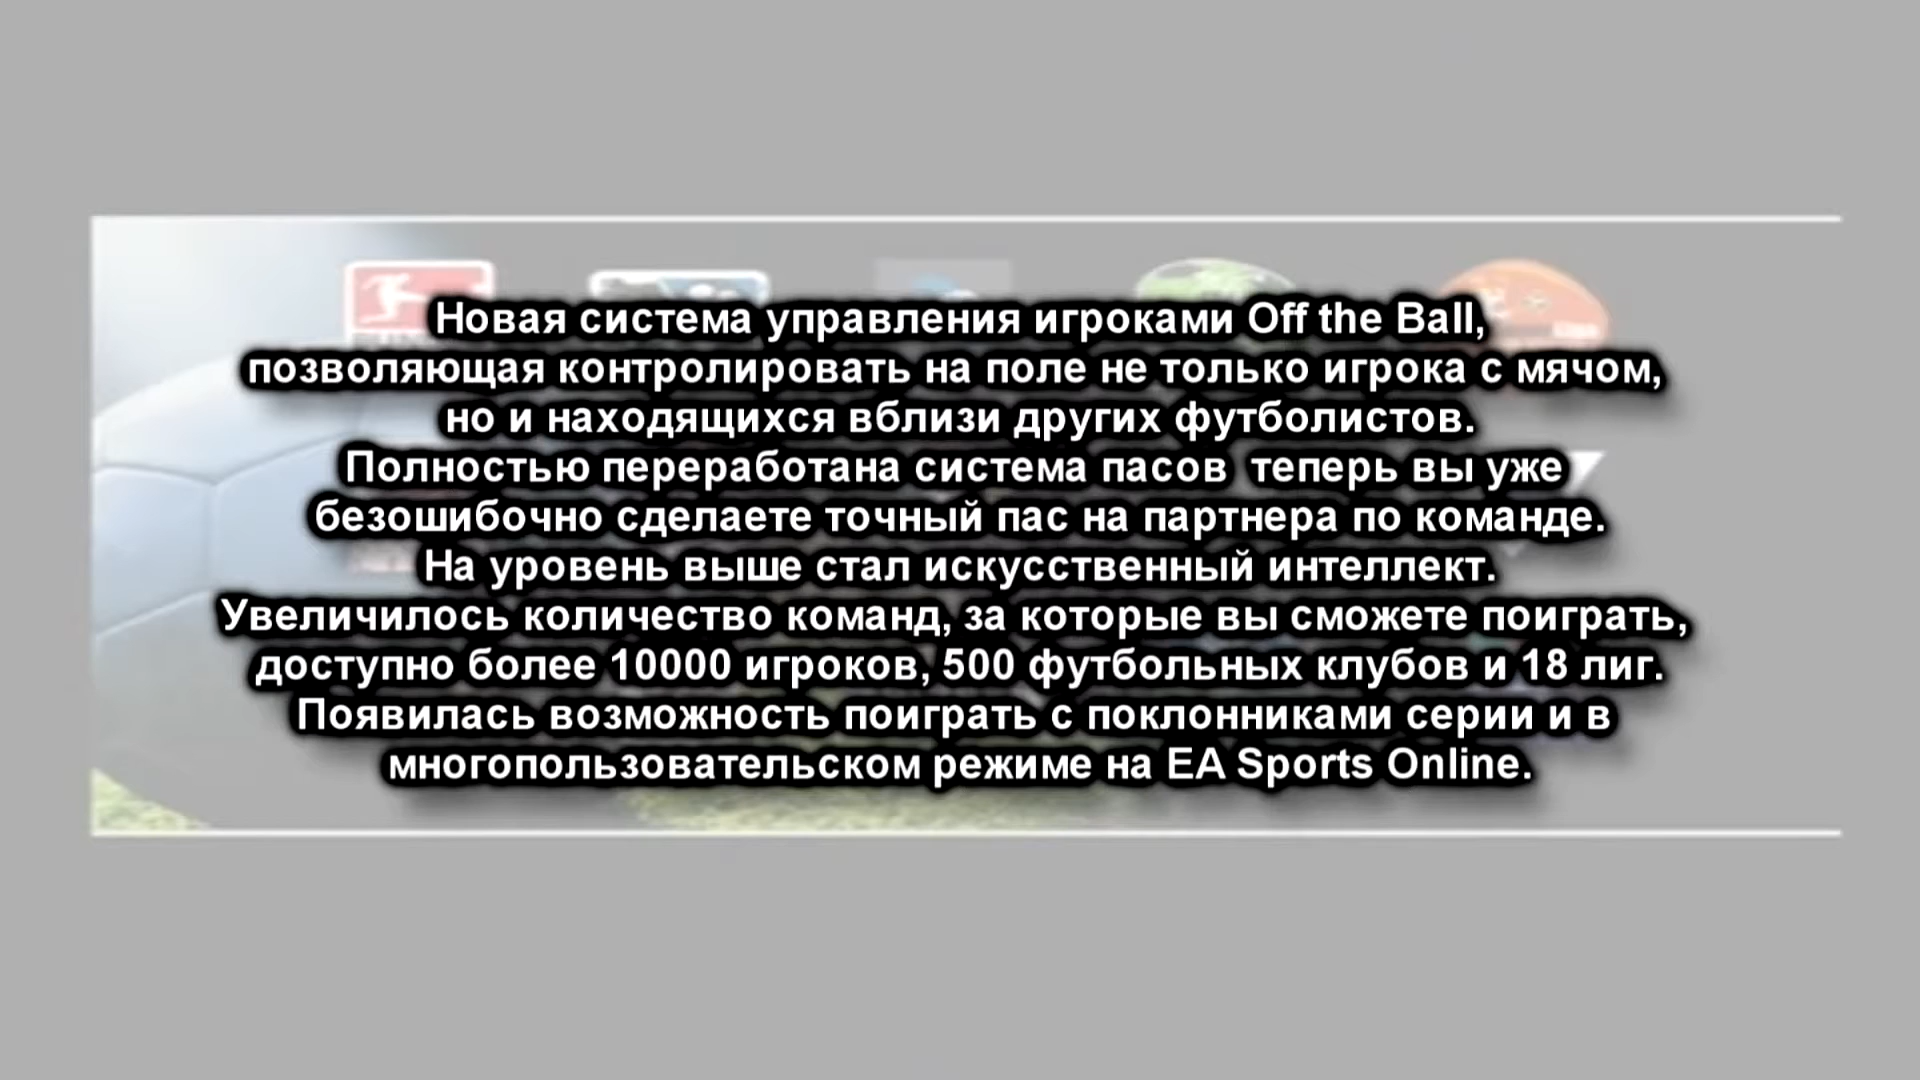 Новая система управления игроками Off the Ball,
позволяющая контролировать на поле не только игрока с мячом,
но и находящихся вблизи других футболистов.
Полностью переработана система пасов  теперь вы уже
безошибочно сделаете точный пас на партнера по команде.
На уровень выше стал искусственный интеллект.
Увеличилось количество команд, за которые вы сможете поиграть,
доступно более 10000 игроков, 500 футбольных клубов и 18 лиг.
Появилась возможность поиграть с поклонниками серии и в
многопользовательском режиме на EA Sports Online.